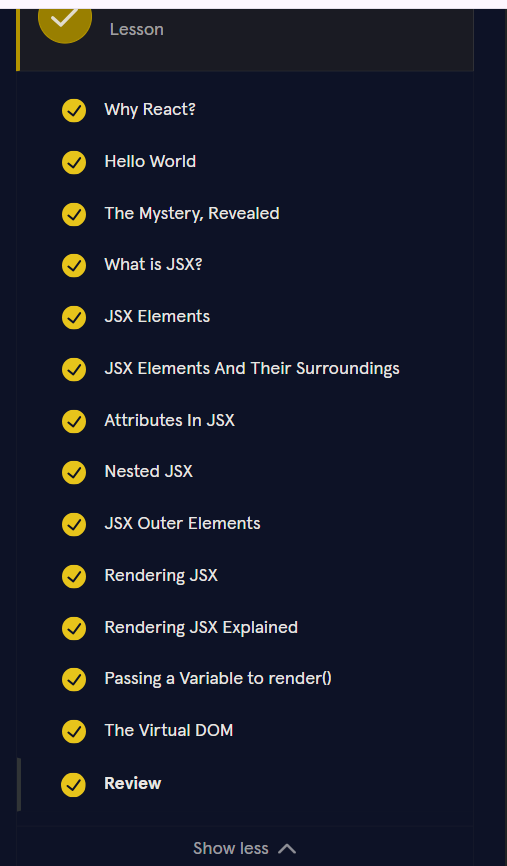 Lesson
Why React?
Hello World
The Mystery, Revealed
What is JSX?
JSX Elements
JSX Elements And Their Surroundings
Attributes In JSX
Nested JSX
JSX Outer Elements
Rendering JSX
Rendering JSX Explained
Passing a Variable to render()
The Virtual DOM
Review
Show less